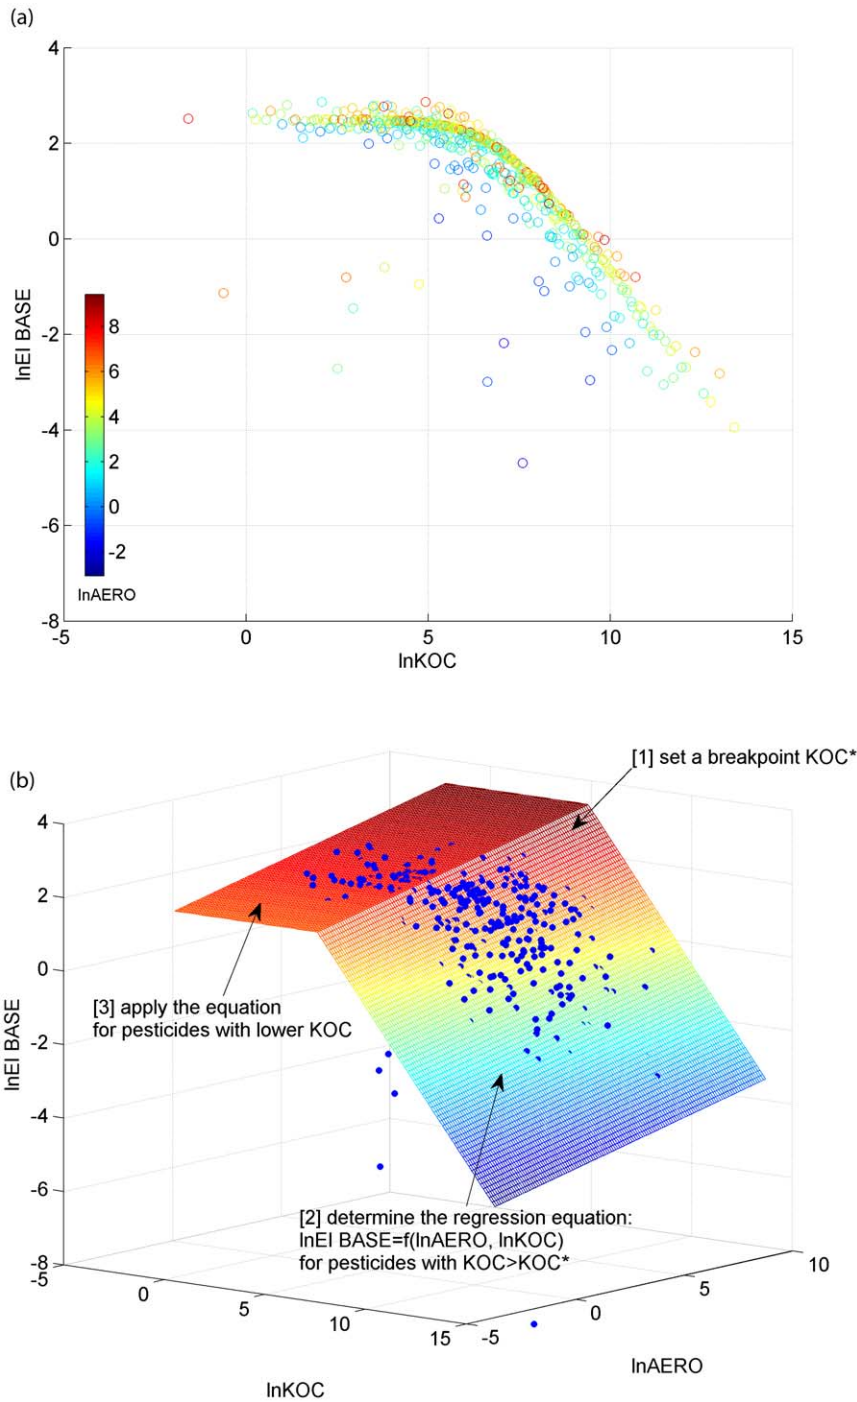 (a)
4
2
0
-2
-4
-6
-8
lnEI BASE
8
6
4
2
0
-2
lnAERO
-5
0
5
10
15
lnKOC
(b)
[1] set a breakpoint KOC*
4
2
0
-2
-4
-6
-8
lnEI BASE
[3] apply the equation
for pesticides with lower KOC
[2] determine the regression equation:
lnEI BASE=f(lnAERO, lnKOC)
for pesticides with KOC>KOC*
-5
0
5
10
15
lnKOC
-5
0
5
10
lnAERO